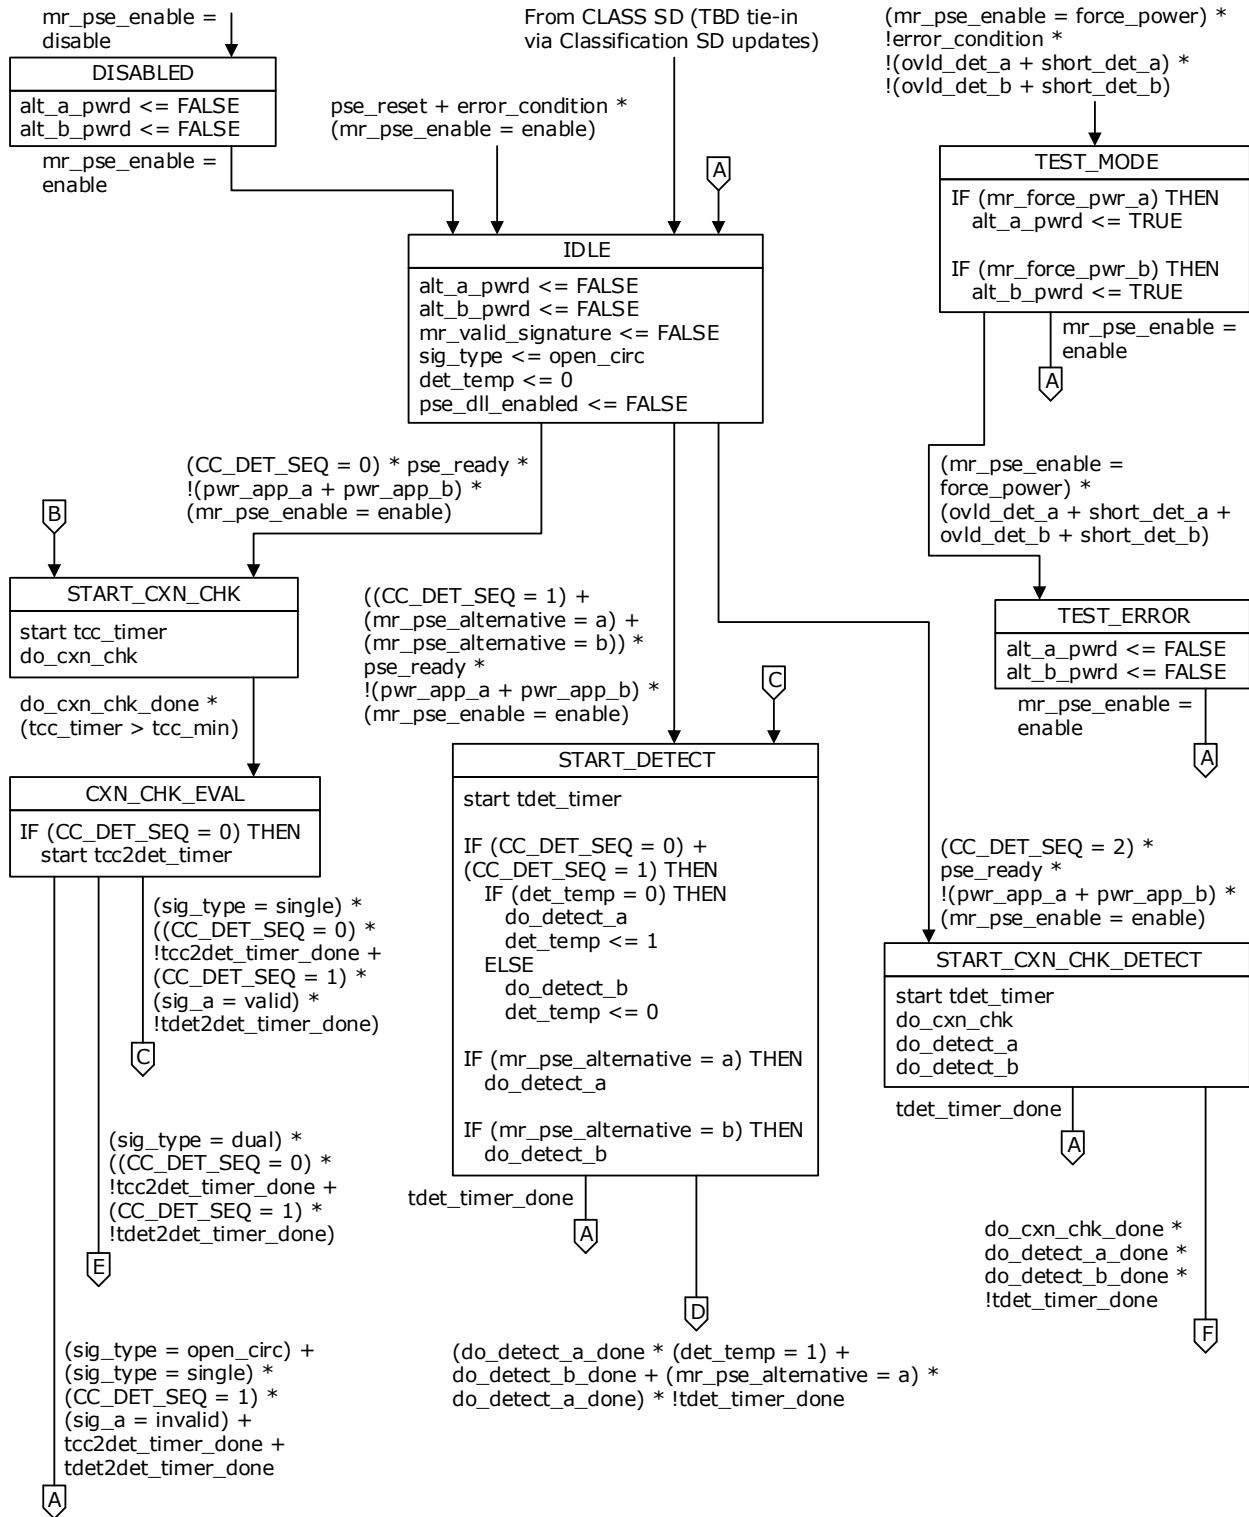 mr_pse_enable =
disable
DISABLED
alt_a_pwrd <= FALSE
alt_b_pwrd <= FALSE
mr_pse_enable =
enable
From CLASS SD (TBD tie-in
via Classification SD updates)
pse_reset + error_condition *
(mr_pse_enable = enable)
A
IDLE
alt_a_pwrd <= FALSE
alt_b_pwrd <= FALSE
mr_valid_signature <= FALSE
sig_type <= open_circ
det_temp <= 0
pse_dll_enabled <= FALSE
(mr_pse_enable = force_power) *
!error_condition *
!(ovld_det_a + short_det_a) *
!(ovld_det_b + short_det_b)
TEST_MODE
IF (mr_force_pwr_a) THEN
alt_a_pwrd <= TRUE
IF (mr_force_pwr_b) THEN
alt_b_pwrd <= TRUE
mr_pse_enable =
enable
A
(mr_pse_enable =
force_power) *
(ovld_det_a + short_det_a +
ovld_det_b + short_det_b)
TEST_ERROR
alt_a_pwrd <= FALSE
alt_b_pwrd <= FALSE
mr_pse_enable =
enable
A
(CC_DET_SEQ = 0) * pse_ready *
!(pwr_app_a + pwr_app_b) *
(mr_pse_enable = enable)
B
START_CXN_CHK
start tcc_timer
do_cxn_chk
do_cxn_chk_done *
(tcc_timer > tcc_min)
CXN_CHK_EVAL
IF (CC_DET_SEQ = 0) THEN
start tcc2det_timer
(sig_type = single) *
((CC_DET_SEQ = 0) *
!tcc2det_timer_done +
(CC_DET_SEQ = 1) *
(sig_a = valid) *
!tdet2det_timer_done)
C
(sig_type = dual) *
((CC_DET_SEQ = 0) *
!tcc2det_timer_done +
(CC_DET_SEQ = 1) *
!tdet2det_timer_done)
E
(sig_type = open_circ) +
(sig_type = single) *
(CC_DET_SEQ = 1) *
(sig_a = invalid) +
tcc2det_timer_done +
tdet2det_timer_done
A
((CC_DET_SEQ = 1) +
(mr_pse_alternative = a) +
(mr_pse_alternative = b)) *
pse_ready *
!(pwr_app_a + pwr_app_b) *
(mr_pse_enable = enable)
C
START_DETECT
start tdet_timer
IF (CC_DET_SEQ = 0) +
(CC_DET_SEQ = 1) THEN
IF (det_temp = 0) THEN
do_detect_a
det_temp <= 1
ELSE
do_detect_b
det_temp <= 0
IF (mr_pse_alternative = a) THEN
do_detect_a
IF (mr_pse_alternative = b) THEN
do_detect_b
tdet_timer_done
A
D
(do_detect_a_done * (det_temp = 1) +
do_detect_b_done + (mr_pse_alternative = a) *
do_detect_a_done) * !tdet_timer_done
(CC_DET_SEQ = 2) *
pse_ready *
!(pwr_app_a + pwr_app_b) *
(mr_pse_enable = enable)
START_CXN_CHK_DETECT
start tdet_timer
do_cxn_chk
do_detect_a
do_detect_b
tdet_timer_done
A
do_cxn_chk_done *
do_detect_a_done *
do_detect_b_done *
!tdet_timer_done
F